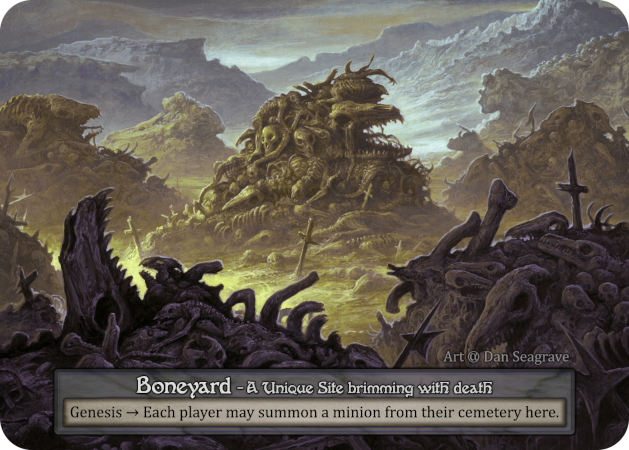 Art @ Dan Seagrave
Boneyard - A Unique Site brimming with death
Genesis → Each player may summon a minion from their cemetery here.